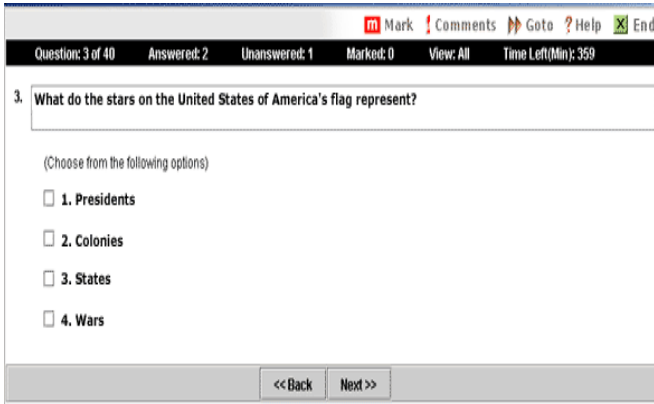 m Mark ! Comments Goto ? Help X End
Question: 3 of 40 Answered: 2 Unanswered: 1 Marked: 0 View: All Time Left(Min): 359
3. What do the stars on the United States of America's flag represent?
(Choose from the following options)
1. Presidents
2. Colonies
3. States
4. Wars
<< Back Next >>